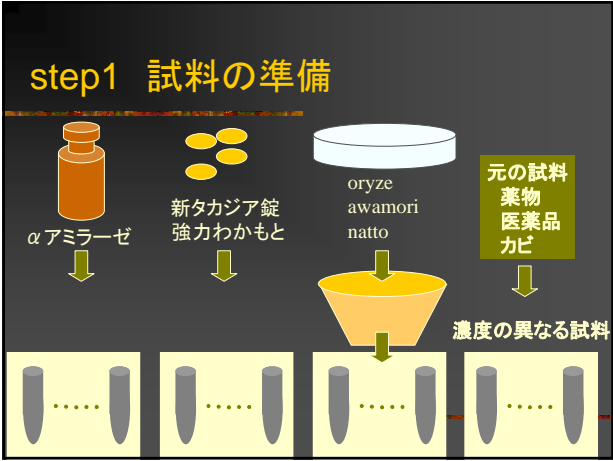 step1 試料の準備
αアミラーゼ
新タカジア錠
強力わかもと
oryze
awamori
natto
元の試料
薬物
医薬品
カビ
濃度の異なる試料